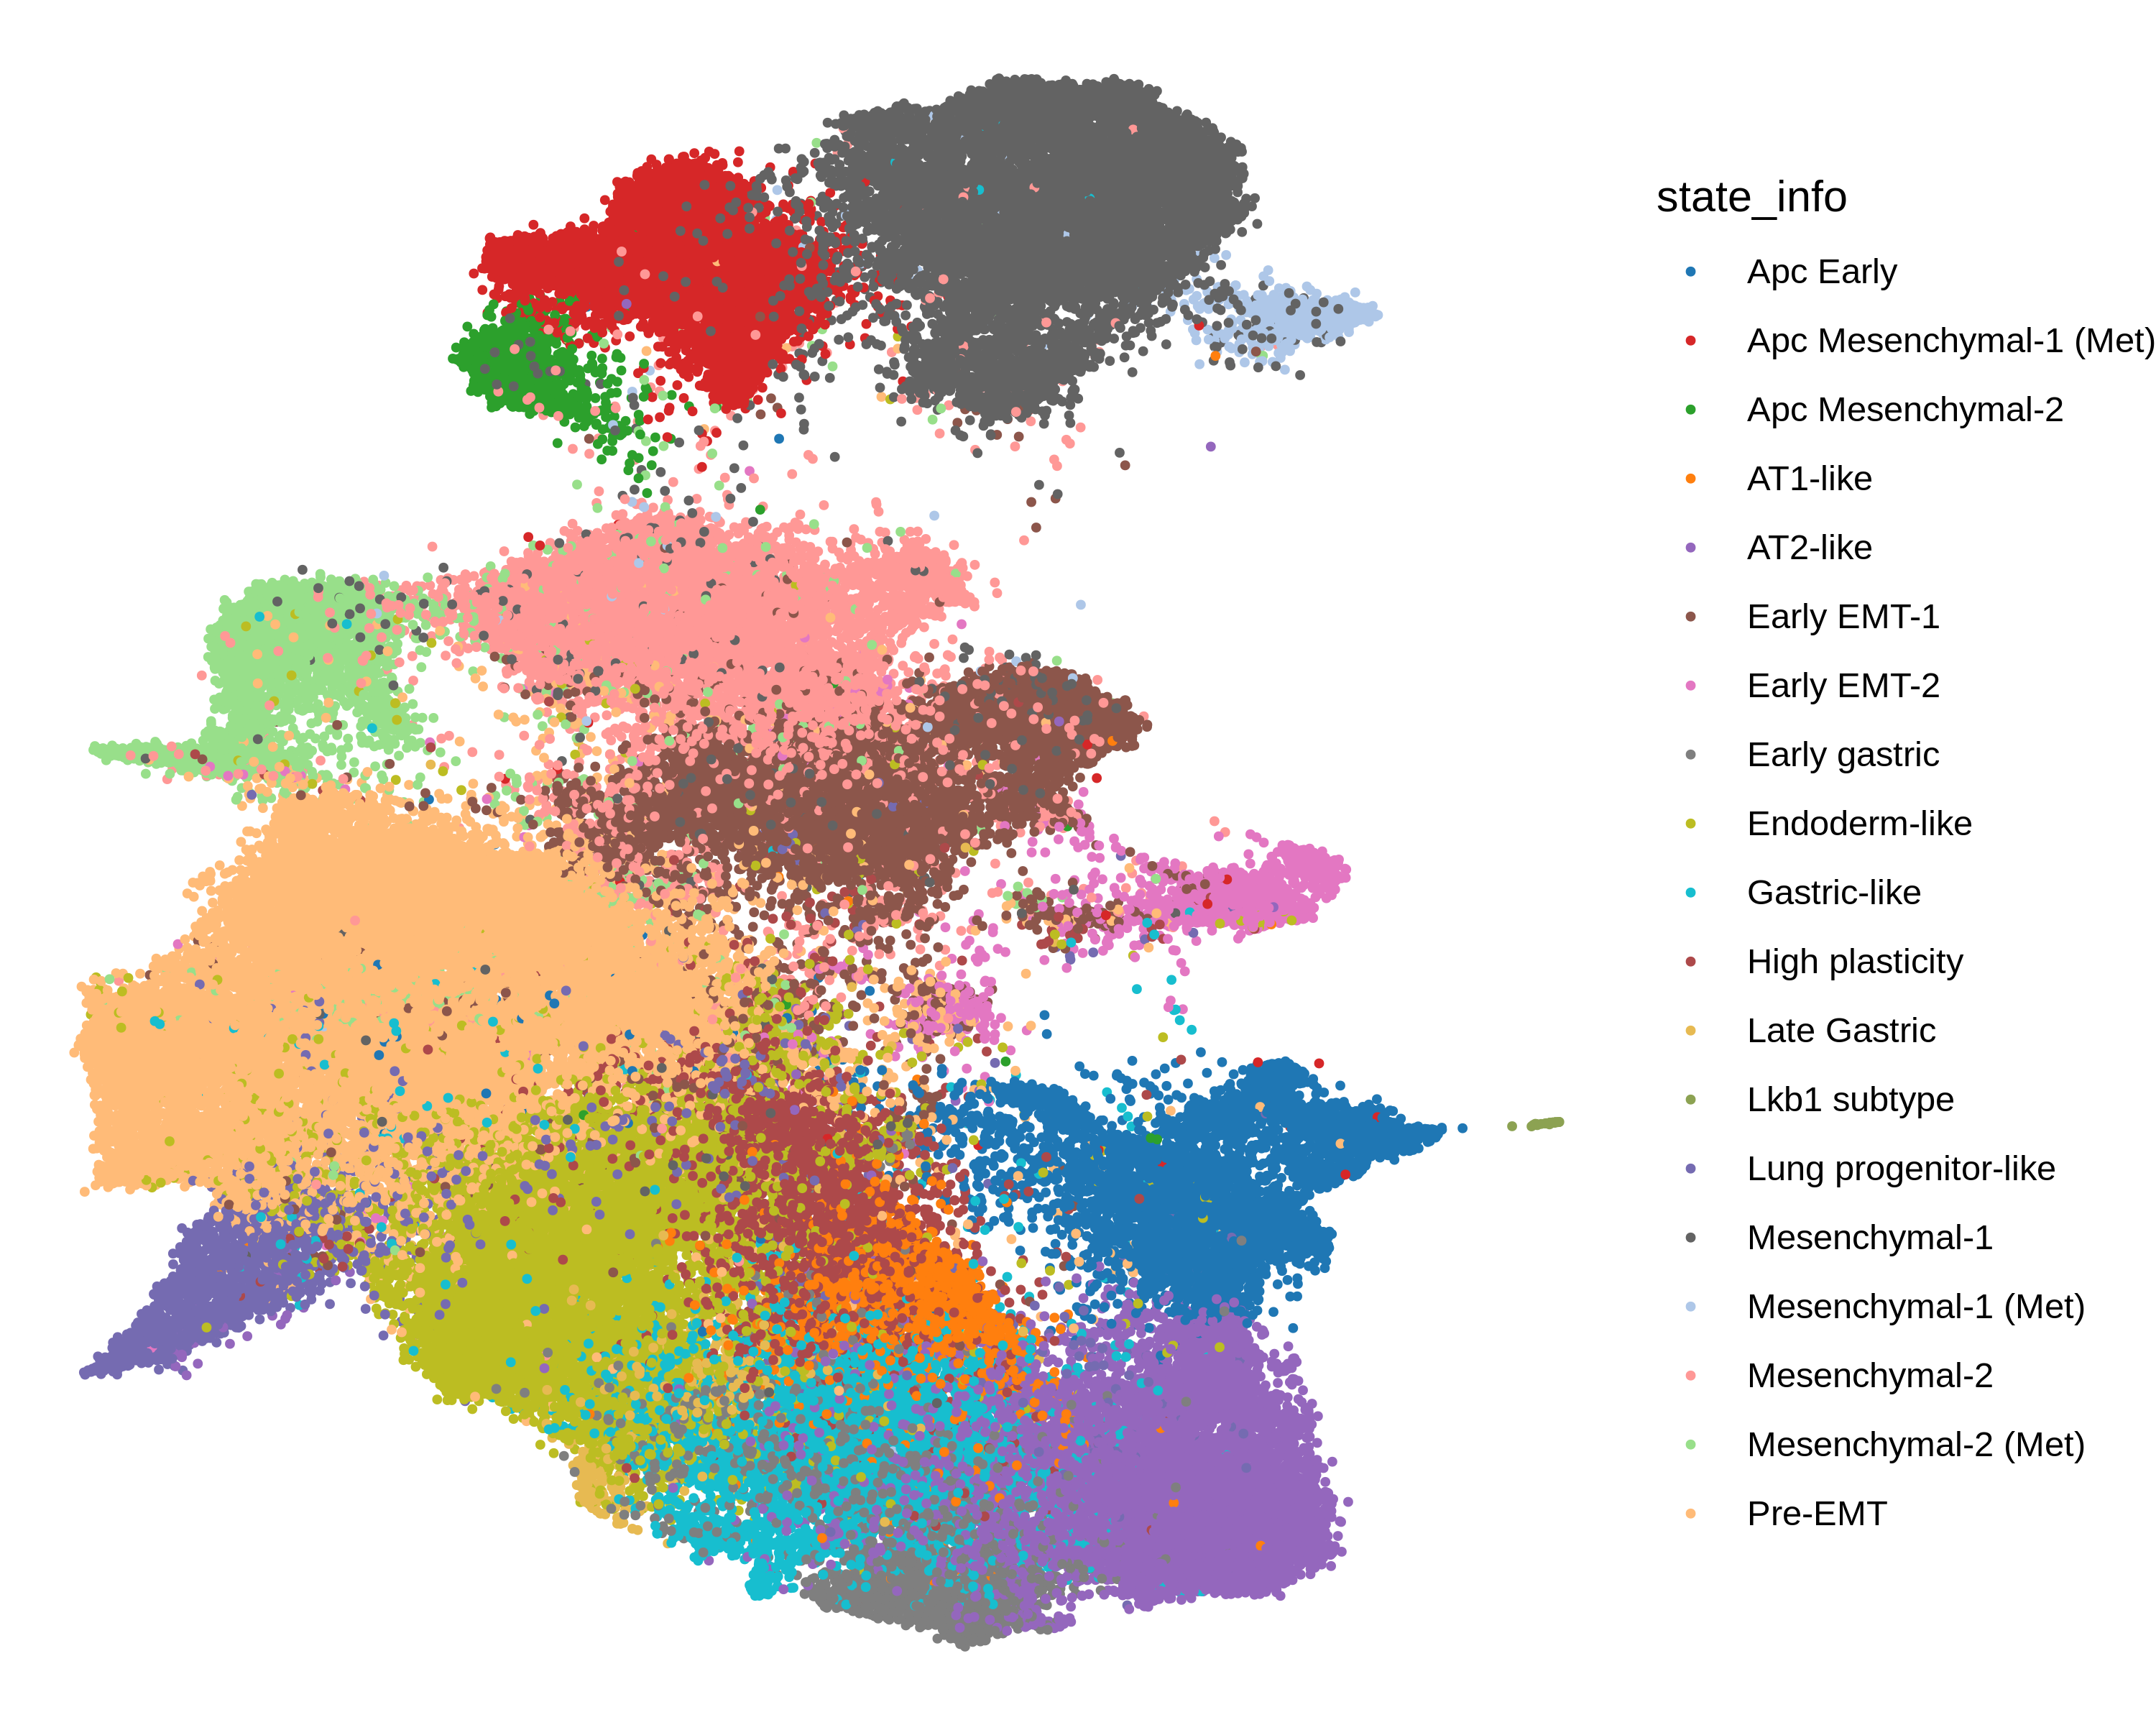 state_info
Apc Early
Apc Mesenchymal-1 (Met)
Apc Mesenchymal-2
AT1-like
AT2-like
Early EMT-1
Early EMT-2
Early gastric
Endoderm-like
Gastric-like
High plasticity
Late Gastric
Lkb1 subtype
Lung progenitor-like
Mesenchymal-1
Mesenchymal-1 (Met)
Mesenchymal-2
Mesenchymal-2 (Met)
Pre-EMT